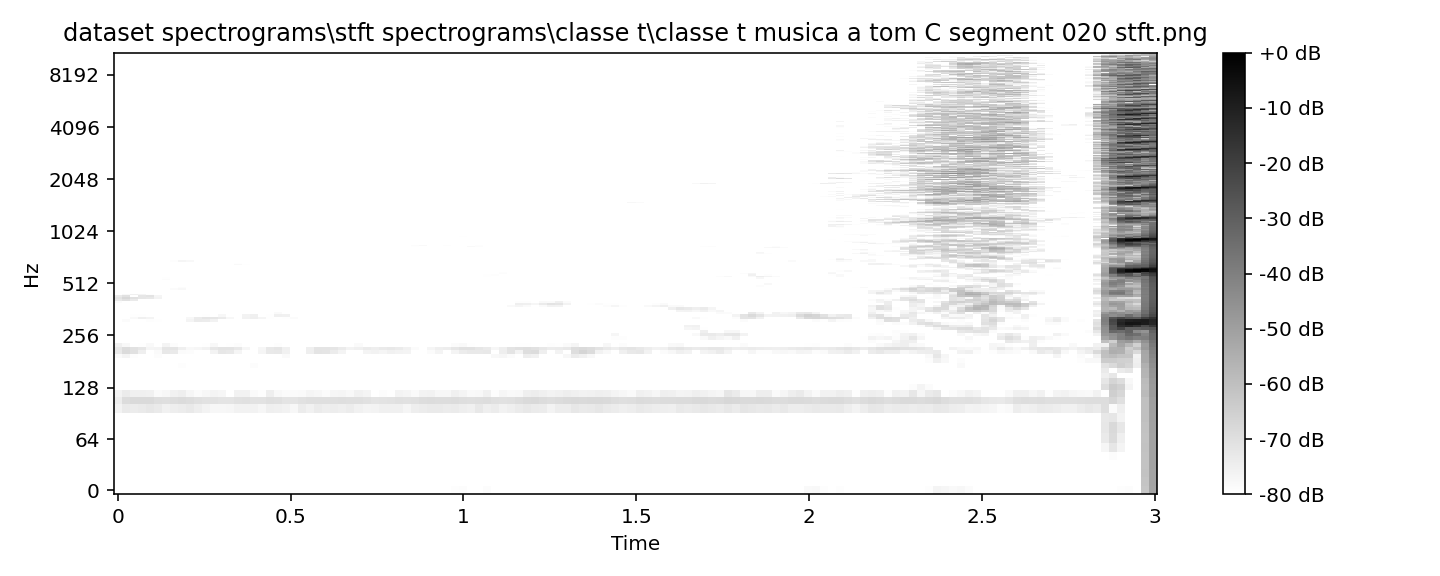 dataset spectrograms\stft spectrograms\classe t\classe t musica a tom C segment 020 stft.png
Hz
8192
4096
2048
1024
512
256
128
64
0
0
0.5
1
1.5
2
2.5
3
Time
+0 dB
-10 dB
-20 dB
-30 dB
-40 dB
-50 dB
-60 dB
-70 dB
-80 dB